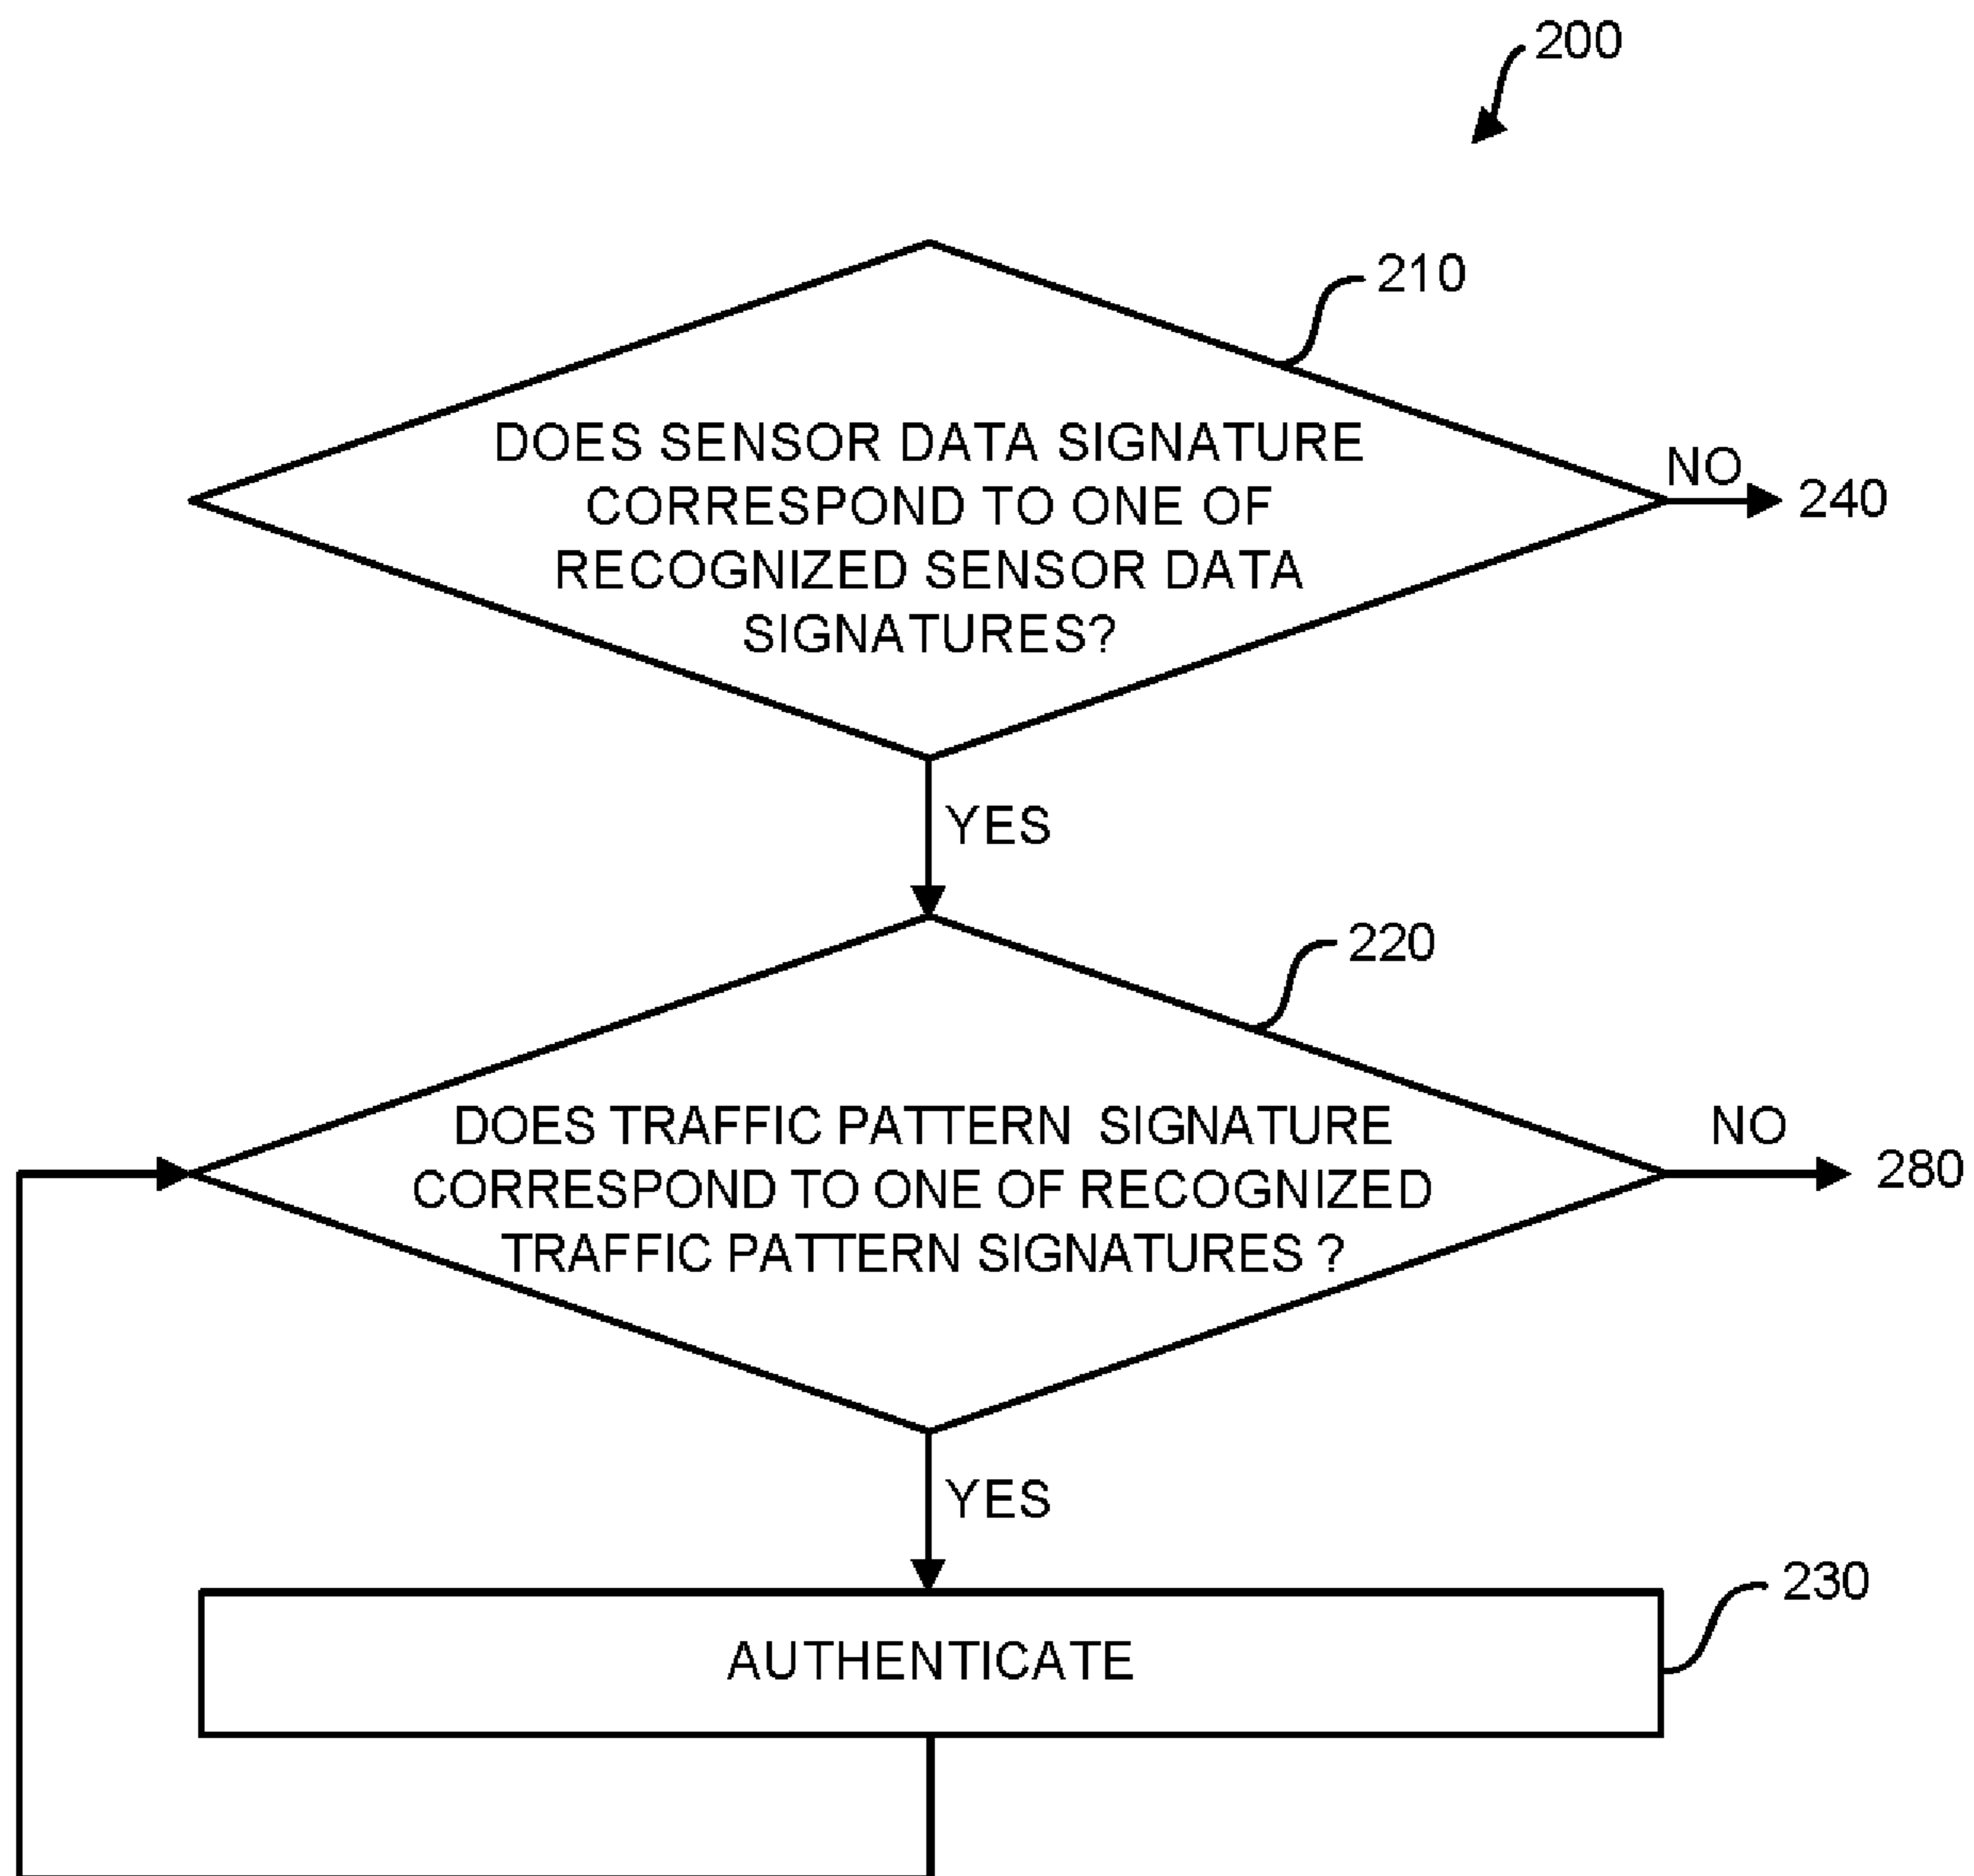 200
210
DOES SENSOR DATA SIGNATURE
CORRESPOND TO ONE OF
RECOGNIZED SENSOR DATA
SIGNATURES?
NO
240
YES
220
DOES TRAFFIC PATTERN SIGNATURE
CORRESPOND TO ONE OF RECOGNIZED
TRAFFIC PATTERN SIGNATURES ?
NO
280
YES
230
AUTHENTICATE